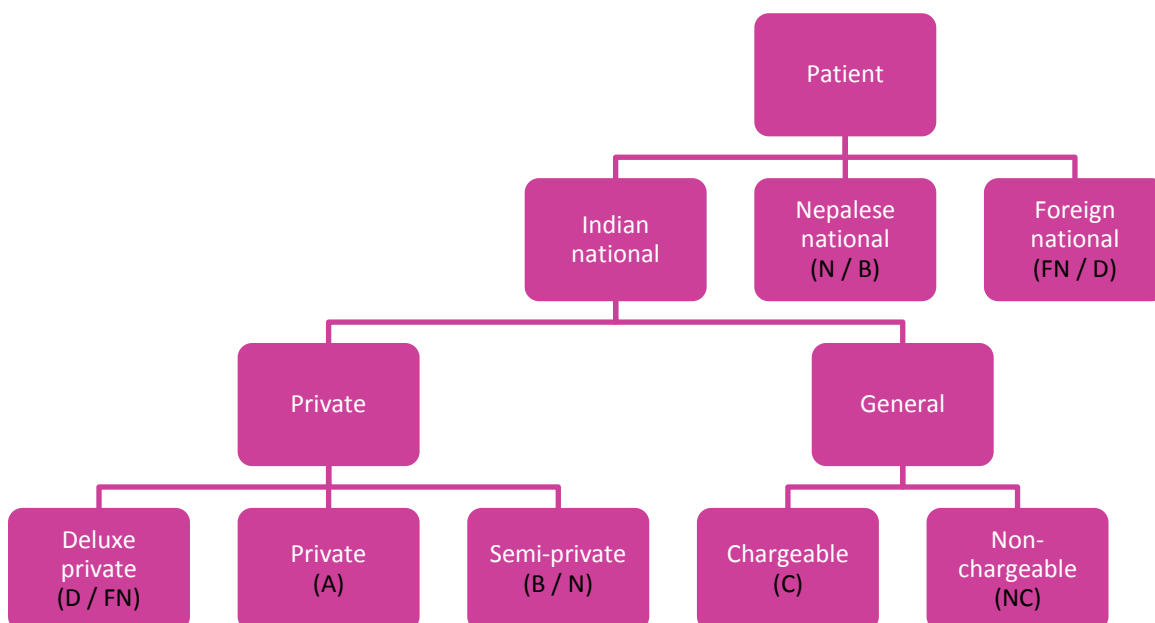 Patient
Indian
national
Nepalese
national
(N / B)
Foreign
national
(FN / D)
Private
General
Deluxe
private
(D / FN)
Private
(A)
Semi-private
(B / N)
Chargeable
(C)
Non-
chargeable
(NC)